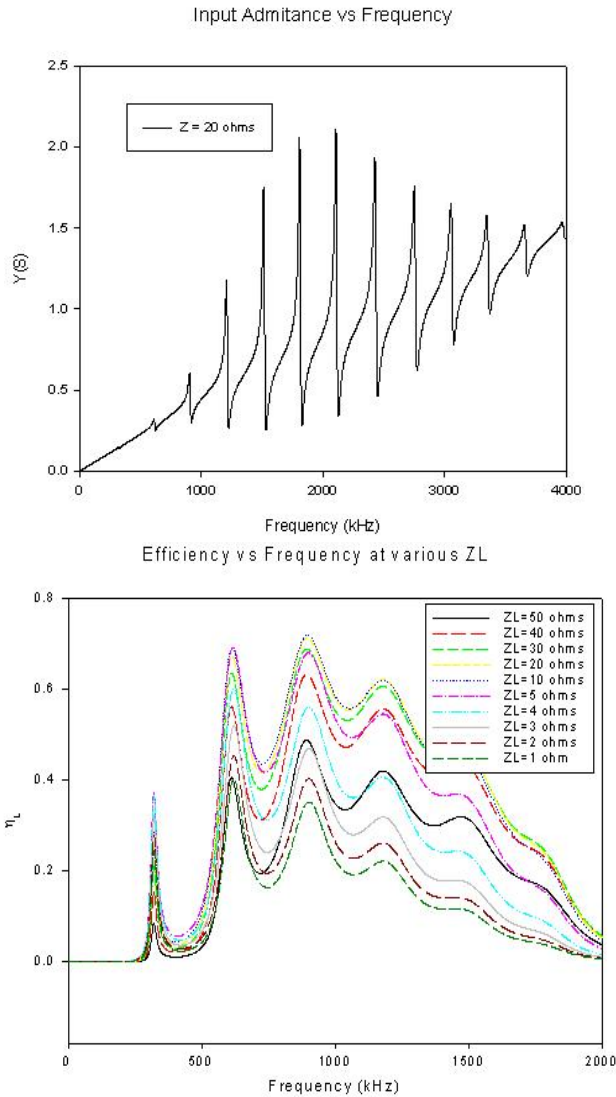 Input Admitance vs Frequency
2.5
2.0
1.5
1.0
0.5
0.0
Y(S)
Z = 20 ohms
0 1000 2000 3000 4000
Frequency (kHz)
Efficiency vs Frequency at various ZL
0.8
0.6
0.4
0.2
0.0
ηL
ZL=50 ohms
ZL=40 ohms
ZL=30 ohms
ZL=20 ohms
ZL=10 ohms
ZL=5 ohms
ZL=4 ohms
ZL=3 ohms
ZL=2 ohms
ZL=1 ohm
0 500 1000 1500 2000
Frequency (kHz)